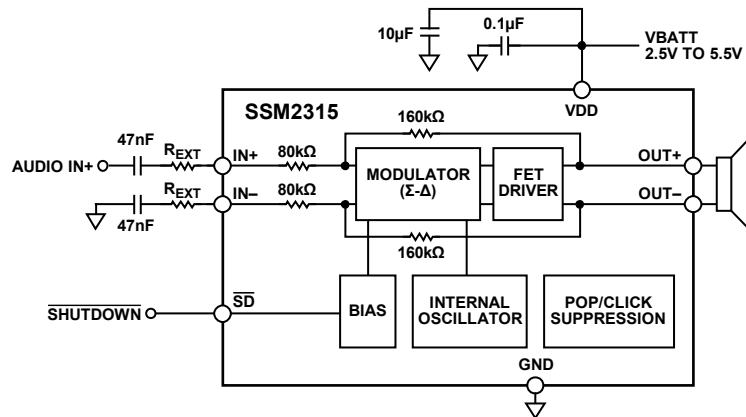 10µF
0.1µF
VBATT
2.5V TO 5.5V
VDD
SSM2315
160kΩ
47nF
REXT
AUDIO IN+
IN+
80kΩ
MODULATOR
(Σ-Δ)
FET
DRIVER
OUT+
REXT
IN–
80kΩ
OUT–
47nF
160kΩ
SHUTDOWN
SD
BIAS
INTERNAL
OSCILLATOR
POP/CLICK
SUPPRESSION
GND